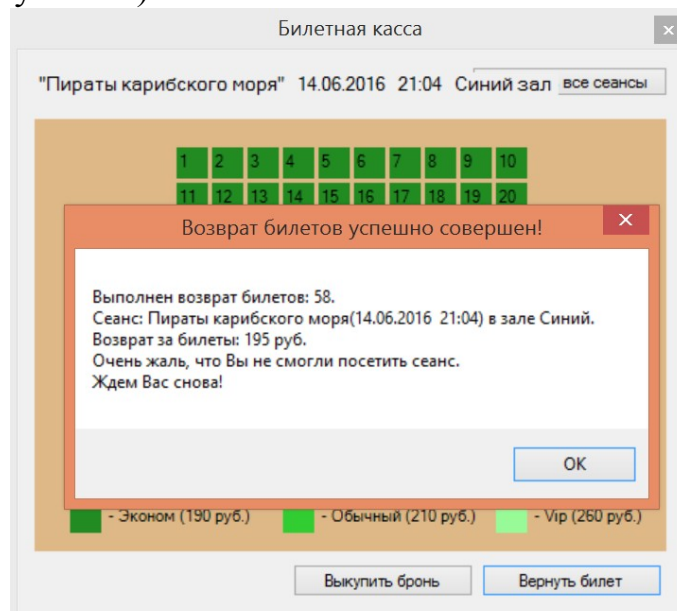 Билетная касса
"Пираты карибского моря" 14.06.2016 21:04 Синий зал все сеансы
1 2 3 4 5 6 7 8 9 10
11 12 13 14 15 16 17 18 19 20
Возврат билетов успешно совершен!
Выполнен возврат билетов: 58.
Сеанс: Пираты карибского моря(14.06.2016 21:04) в зале Синий.
Возврат за билеты: 195 руб.
Очень жаль, что Вы не смогли посетить сеанс.
Ждем Вас снова!
ОК
- Эконом (190 руб.) - Обычный (210 руб.) - Vip (260 руб.)
Выкупить бронь Вернуть билет